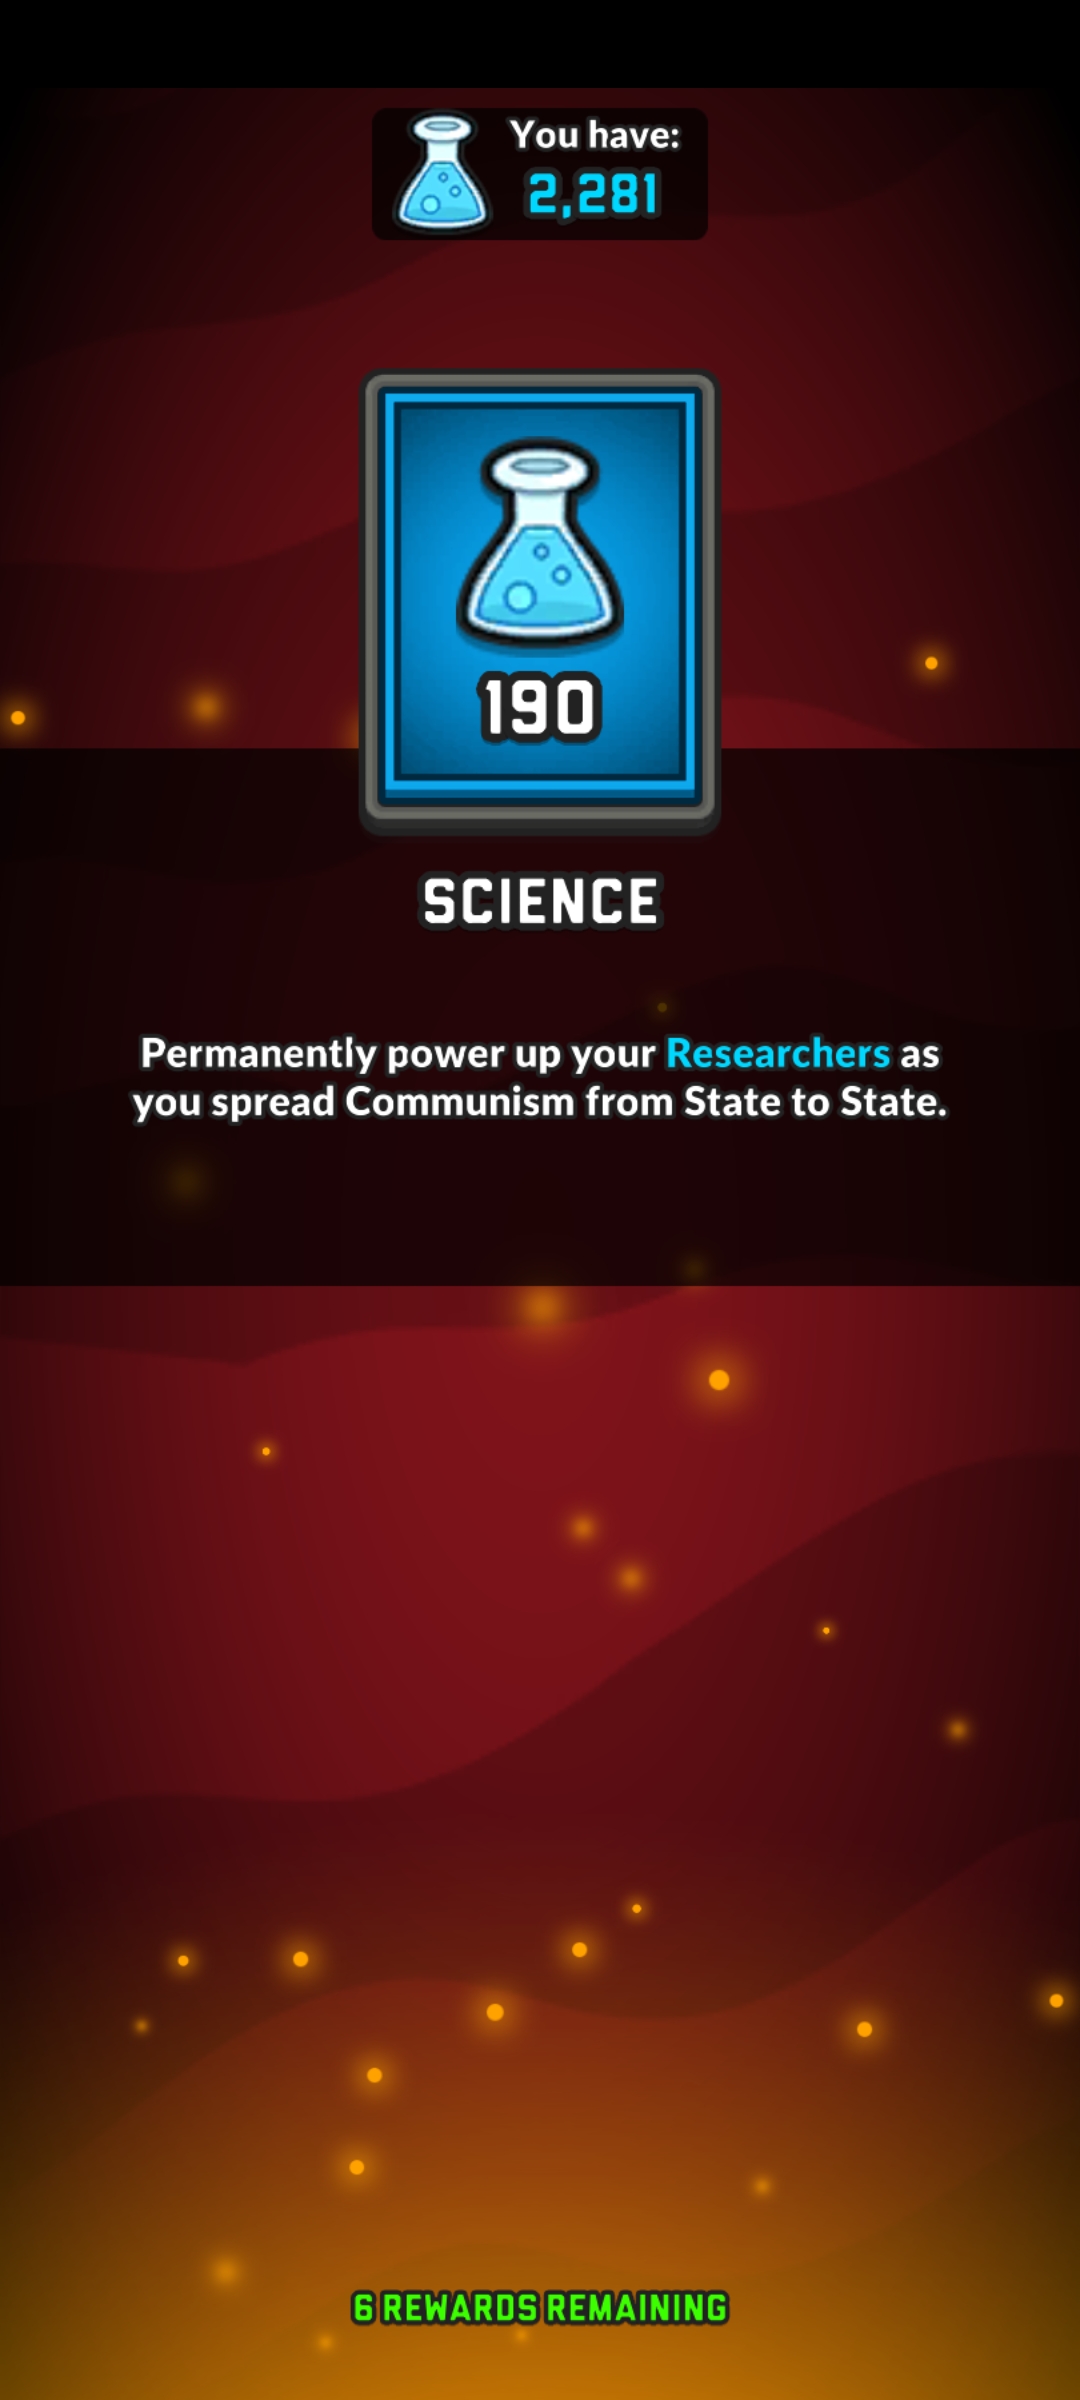 You have:
2,281
190
SCIENCE
Permanently power up your Researchers as
you spread Communism from State to State.
6 REWARDS REMAINING